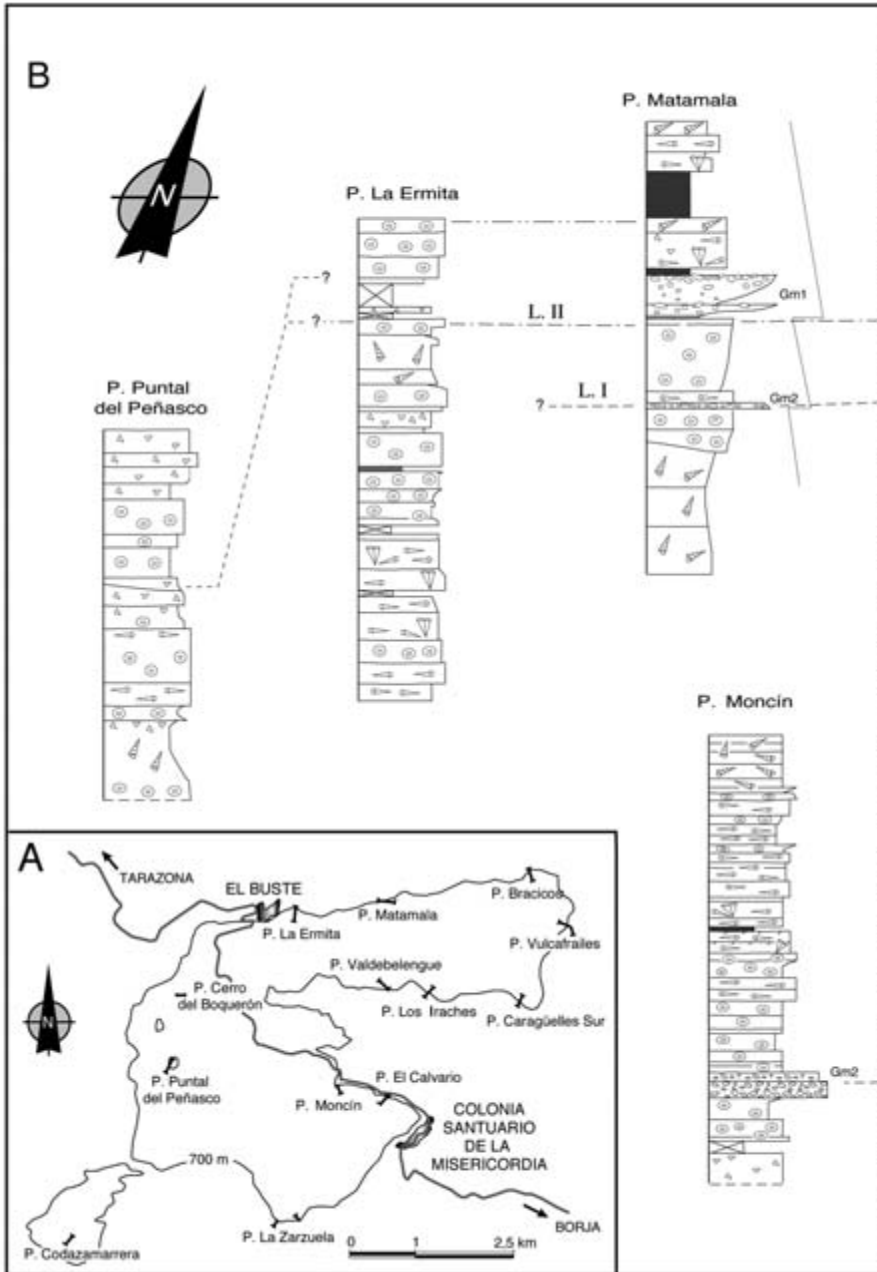 B
N
P. Matamala
P. La Ermita
Gm1
?
?
L. II
L. I
?
Gm2
P. Puntal
del Peñasco
P. Moncín
Gm2
A
TARAZONA
EL BUSTE
P. La Ermita
P. Matamala
P. Bracicos
P. Vulcafrailes
P. Valdebelengue
P. Cerro
del Boquerón
P. Los Iraches
P. Caragüelles Sur
N
P. Puntal
del Peñasco
P. El Calvario
P. Moncín
COLONIA
SANTUARIO
DE LA
MISERICORDIA
700 m
P. La Zarzuela
BORJA
P. Codazamarrera
0 1 2,5 km